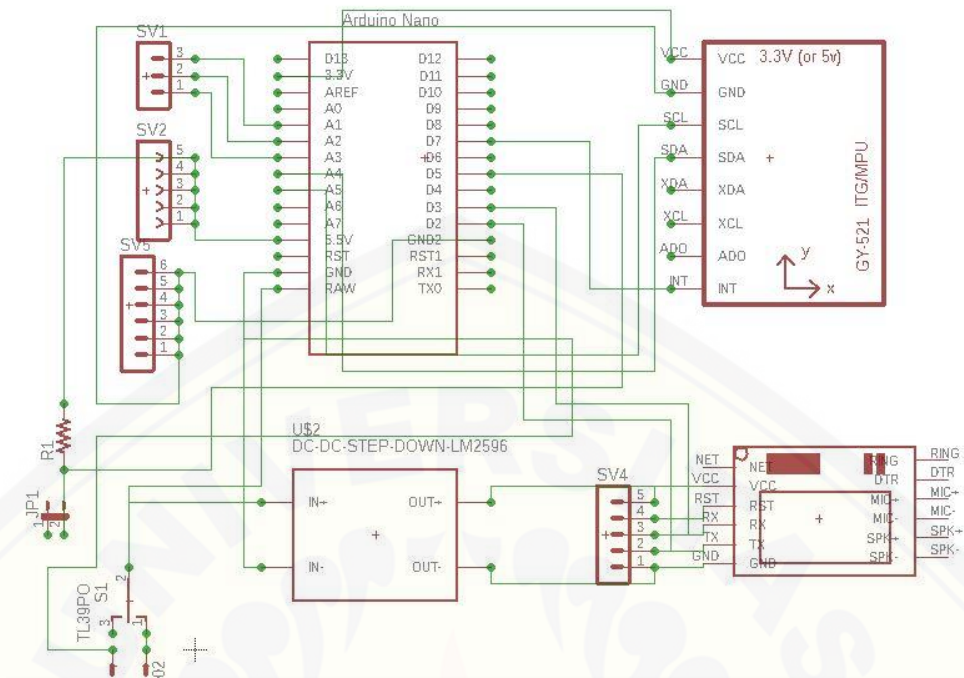 Arduino Nano
SV1
3
2
1
SV2
5
4
3
2
1
SV5
6
5
4
3
2
1
D13
3.3V
AREF
A0
A1
A2
A3
A4
A5
A6
A7
5.5V
RST
GND
RAW
D12
D11
D10
D9
D8
D7
D6
D5
D4
D3
D2
GND2
RST1
RX1
TX0
VCC
GND
SCL
SDA
XDA
XCL
ADO
INT
VCC 3.3V (or 5v)
GND
SCL
SDA
XDA
XCL
ADO
INT
GY-521 ITG/MPU
y
x
R1
JP1
1
2
U$2
DC-DC-STEP-DOWN-LM2596
IN+
IN-
OUT+
OUT-
SV4
5
4
3
2
1
NET
VCC
RST
RX
TX
GND
NET
VCC
RST
RX
TX
GND
RING
DTR
MIC+
MIC-
SPK+
SPK-
RING
DTR
MIC+
MIC-
SPK+
SPK-
TL39PO
S1
2
3
1
UNIVERSITAS